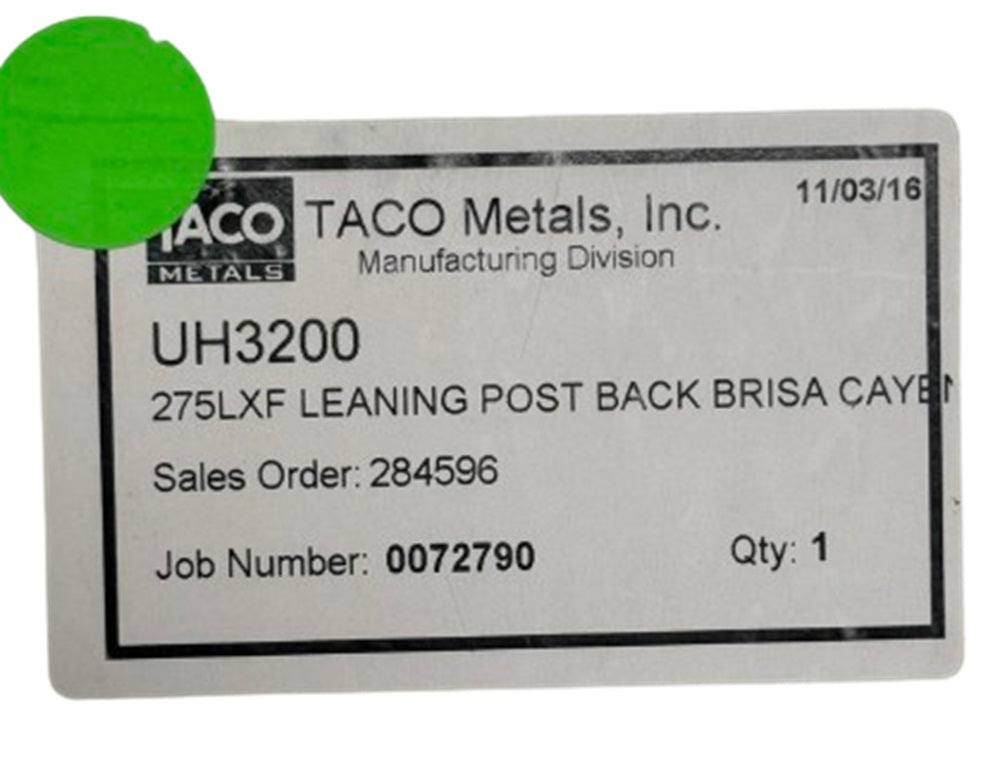 11/03/16
TACO
METALS
TACO Metals, Inc.
Manufacturing Division
UH3200
275LXF LEANING POST BACK BRISA
Sales Order: 284596
Job Number: 0072790
Qty: 1